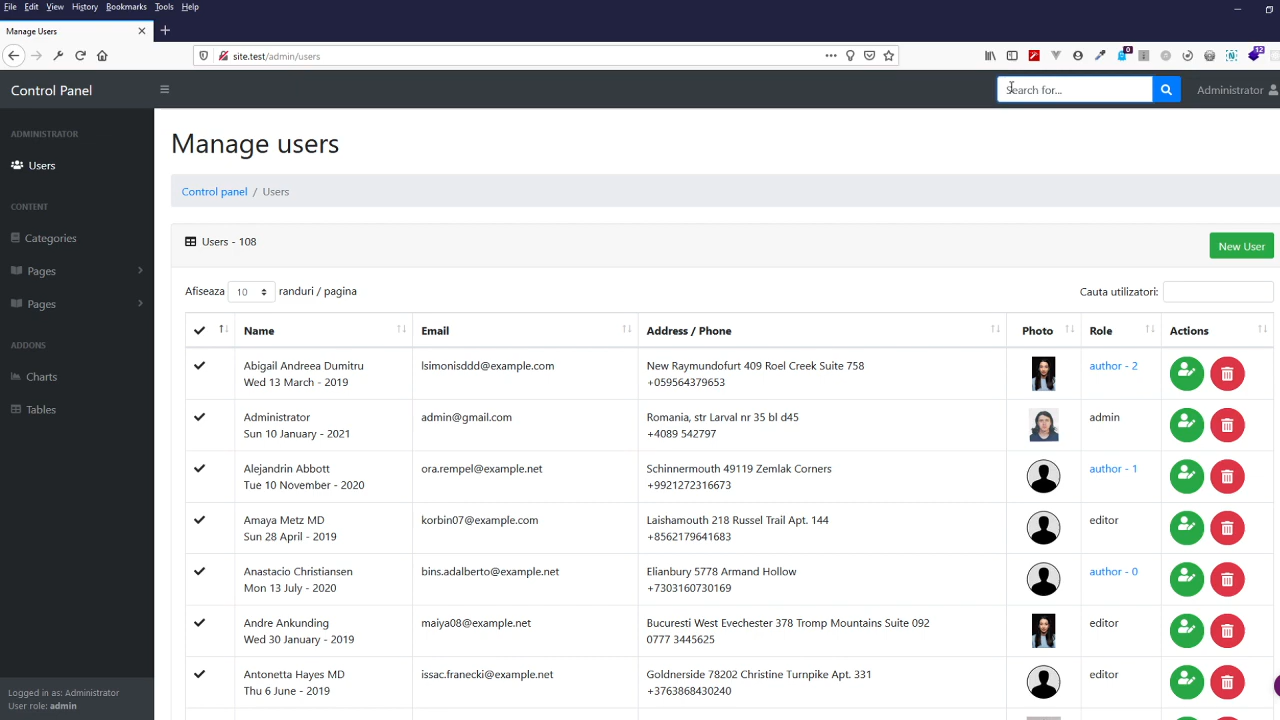 File Edit View History Bookmarks Tools Help
Manage Users
site.test/admin/users
0
12
Control Panel
Search for...
Administrator
ADMINISTRATOR
Users
CONTENT
Categories
Pages
Pages
ADDONS
Charts
Tables
Logged in as: Administrator
User role: admin
Manage users
Control panel / Users
Users - 108
New User
Afiseaza 10 randuri / pagina
Cauta utilizatori:
Name Email Address / Phone Photo Role Actions
Abigail Andreea Dumitru lsimonisddd@example.com New Raymondofurt 409 Roel Creek Suite 758 author - 2
Wed 13 March - 2019 +059564379653
Administrator admin@gmail.com Romania, str Larval nr 35 bl d45 admin
Sun 10 January - 2021 +4089 542797
Alejandrin Abbott ora.rempel@example.net Schinnermouth 49119 Zemlak Corners author - 1
Tue 10 November - 2020 +9921272316673
Amaya Metz MD korbin07@example.com Laishamouth 218 Russel Trail Apt. 144 editor
Sun 28 April - 2019 +8562179641683
Anastacio Christiansen bins.adalberto@example.net Elianbury 5778 Armand Hollow author - 0
Mon 13 July - 2020 +7303160730169
Andre Ankunding maiya08@example.net Bucuresti West Evechester 378 Tromp Mountains Suite 092 editor
Wed 30 January - 2019 0777 3445625
Antonetta Hayes MD issac.franecki@example.net Goldnerside 78202 Christine Turnpike Apt. 331 editor
Thu 6 June - 2019 +3763868430240